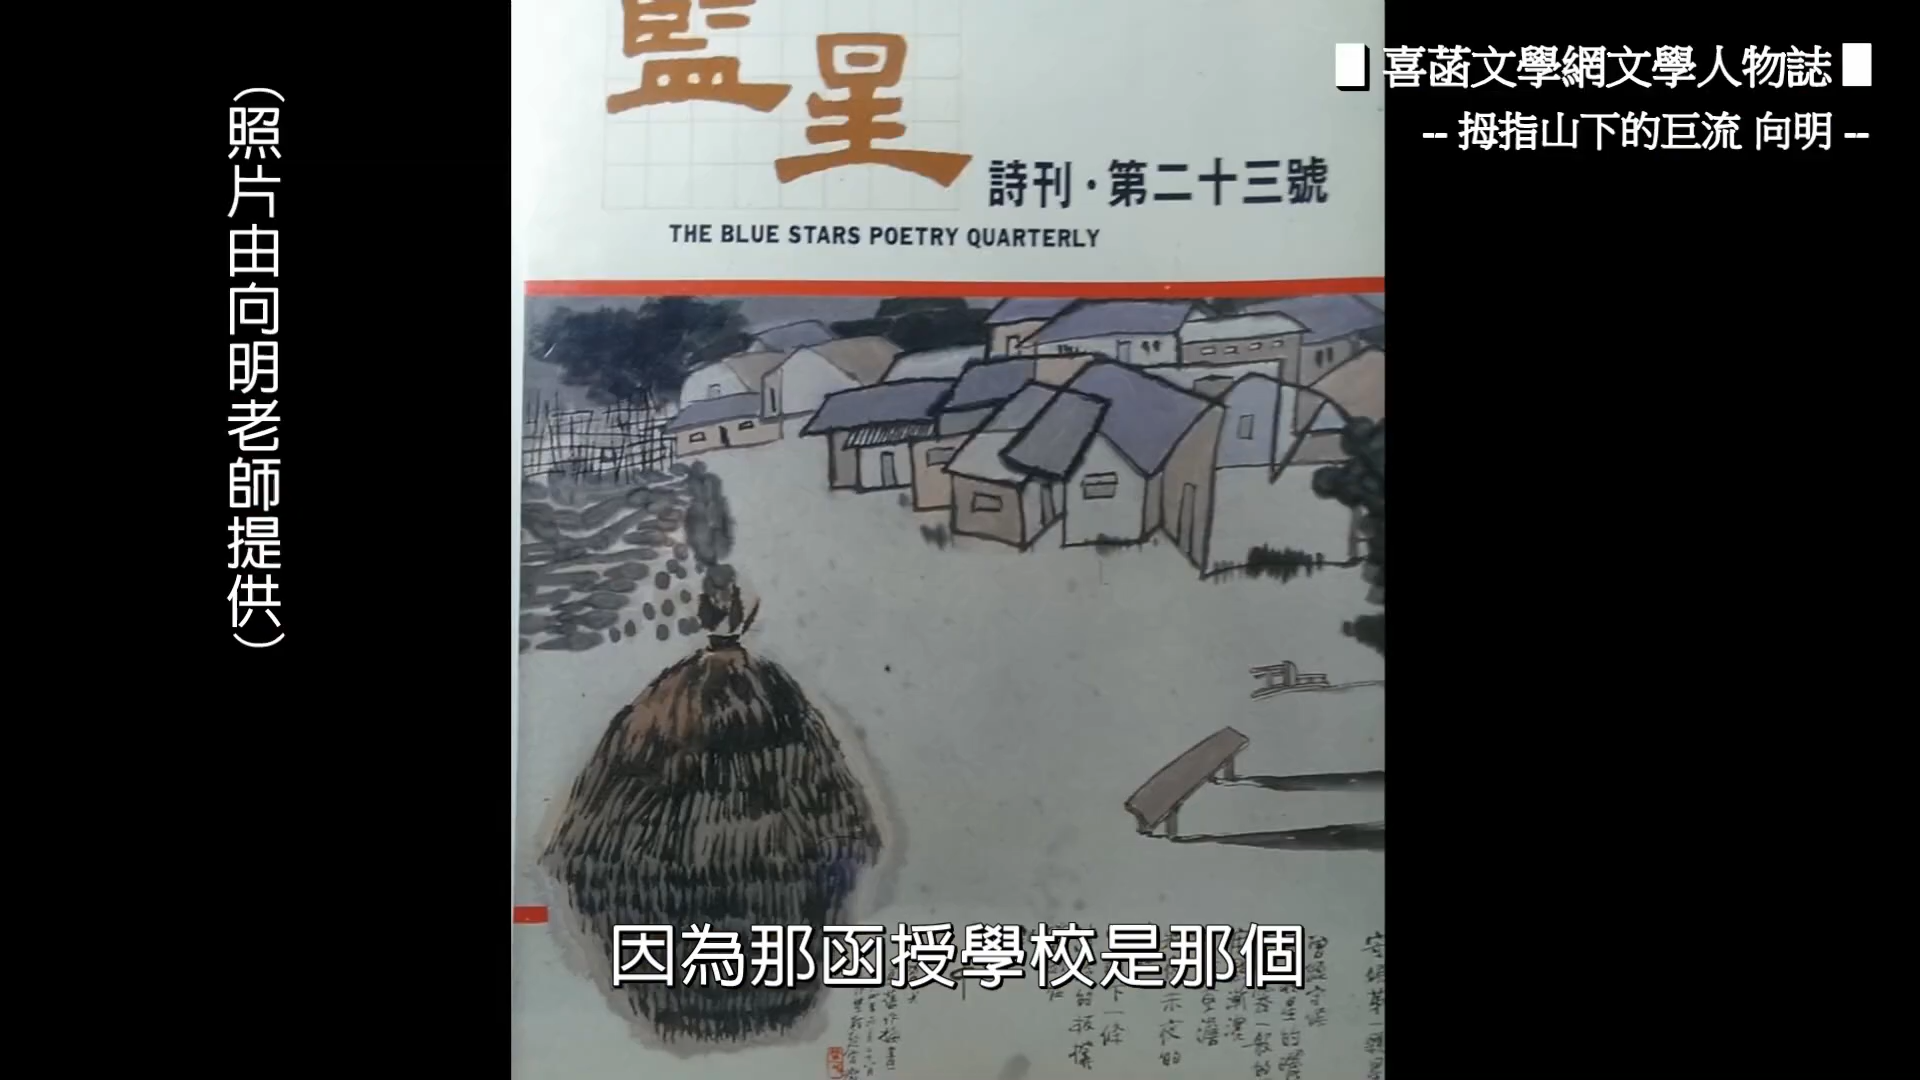 藍星
詩刊·第二十三號
THE BLUE STARS POETRY QUARTERLY
喜菡文學網文學人物誌
-- 拇指山下的巨流 向明 --
（照片由向明老師提供）
因為那函授學校是那個